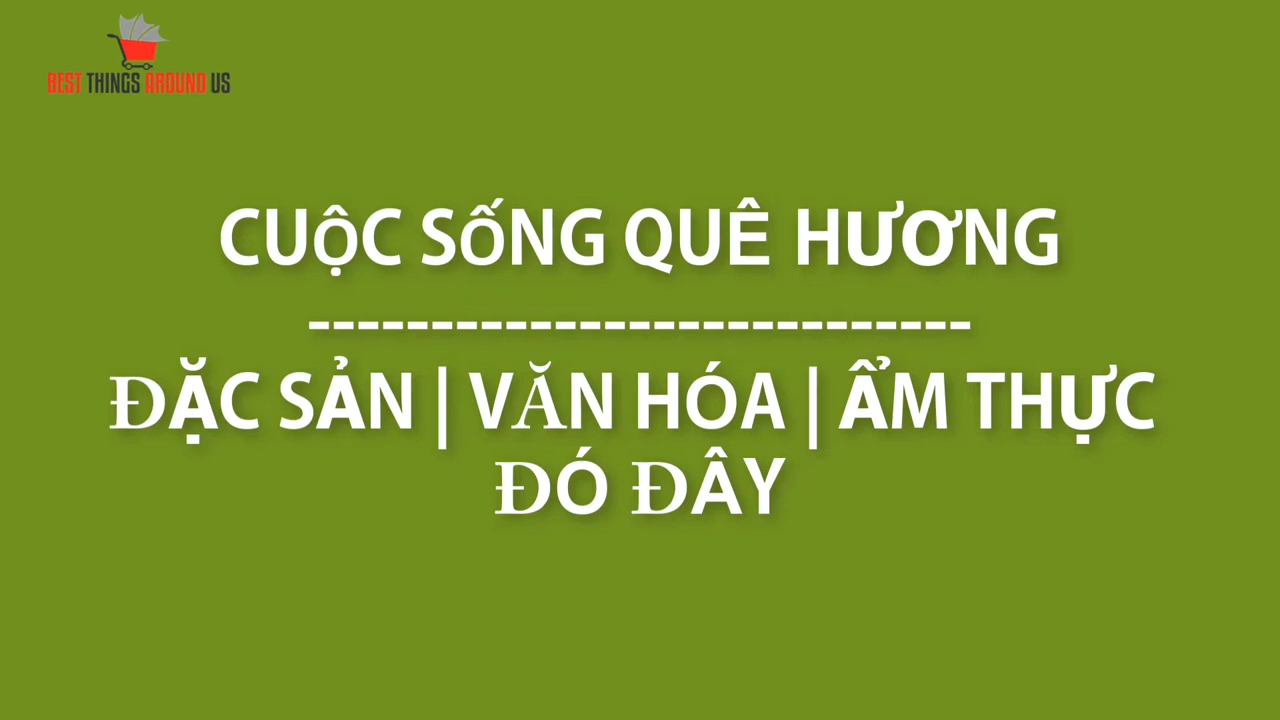 BEST THINGS AROUND US
CUỘC SỐNG QUÊ HƯƠNG
---------------------------
ĐẶC SẢN | VĂN HÓA | ẨM THỰC
ĐÓ ĐÂY